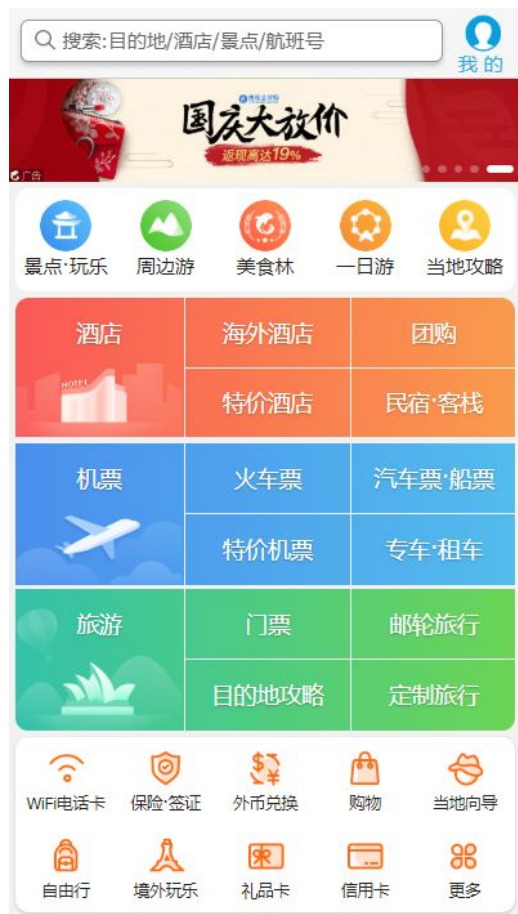 搜索:目的地/酒店/景点/航班号
我的
国庆大放价
返现高达19%
广告
景点·玩乐 周边游 美食林 一日游 当地攻略
酒店 海外酒店 团购
HOTEL
特价酒店 民宿·客栈
机票 火车票 汽车票·船票
特价机票 专车·租车
旅游 门票 邮轮旅行
目的地攻略 定制旅行
WiFi电话卡 保险·签证 外币兑换 购物 当地向导
自由行 境外玩乐 礼品卡 信用卡 更多